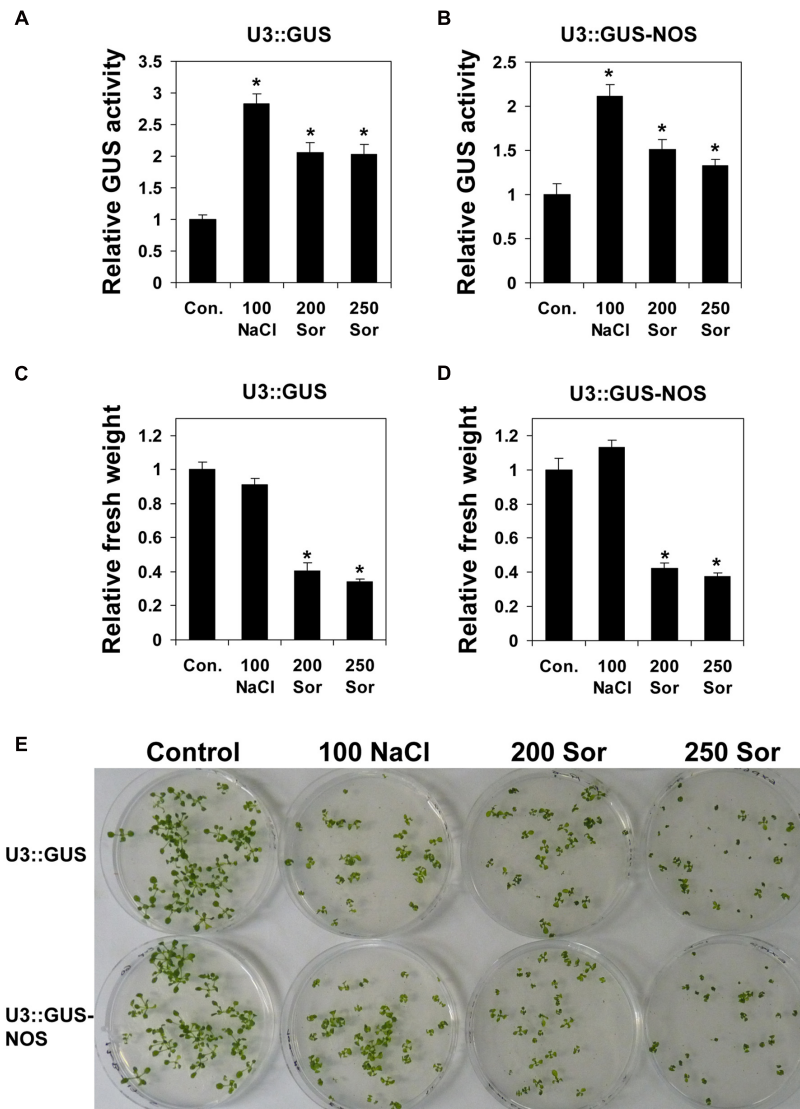 A
U3::GUS
Relative GUS activity
3.5
3
2.5
2
1.5
1
0.5
0
*
*
*
Con. 100 200 250
NaCl Sor Sor
B
U3::GUS-NOS
Relative GUS activity
2.5
2
1.5
1
0.5
0
*
*
*
Con. 100 200 250
NaCl Sor Sor
C
U3::GUS
Relative fresh weight
1.2
1
0.8
0.6
0.4
0.2
0
*
*
Con. 100 200 250
NaCl Sor Sor
D
U3::GUS-NOS
Relative fresh weight
1.2
1
0.8
0.6
0.4
0.2
0
*
*
Con. 100 200 250
NaCl Sor Sor
E
Control 100 NaCl 200 Sor 250 Sor
U3::GUS
U3::GUS-
NOS